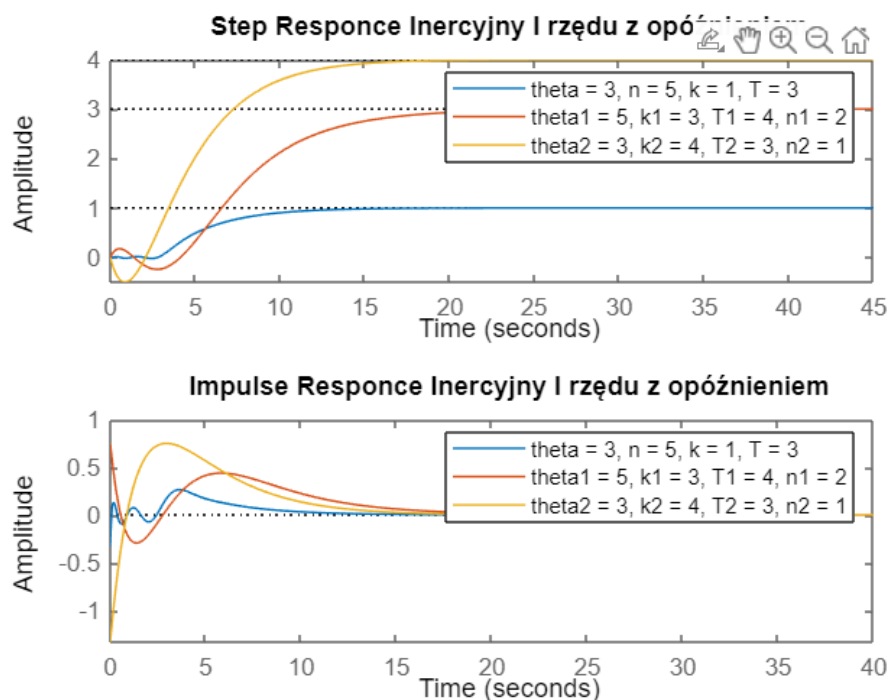 Step Responce Inercyjny I rzędu z opóźnieniem
4
3
2
1
0
Amplitude
theta = 3, n = 5, k = 1, T = 3
theta1 = 5, k1 = 3, T1 = 4, n1 = 2
theta2 = 3, k2 = 4, T2 = 3, n2 = 1
0 5 10 15 20 25 30 35 40 45
Time (seconds)
Impulse Responce Inercyjny I rzędu z opóźnieniem
1
0.5
0
-0.5
-1
Amplitude
theta = 3, n = 5, k = 1, T = 3
theta1 = 5, k1 = 3, T1 = 4, n1 = 2
theta2 = 3, k2 = 4, T2 = 3, n2 = 1
0 5 10 15 20 25 30 35 40
Time (seconds)